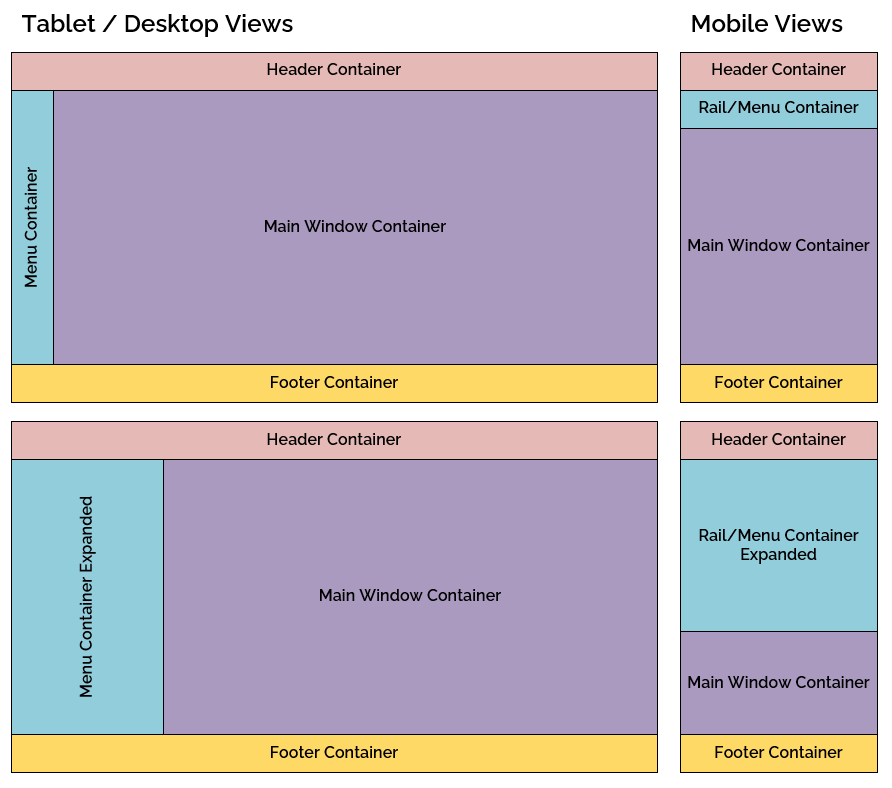 Tablet / Desktop Views
Mobile Views
Header Container
Menu Container
Main Window Container
Footer Container
Header Container
Rail/Menu Container
Main Window Container
Footer Container
Header Container
Menu Container Expanded
Main Window Container
Footer Container
Header Container
Rail/Menu Container
Expanded
Main Window Container
Footer Container